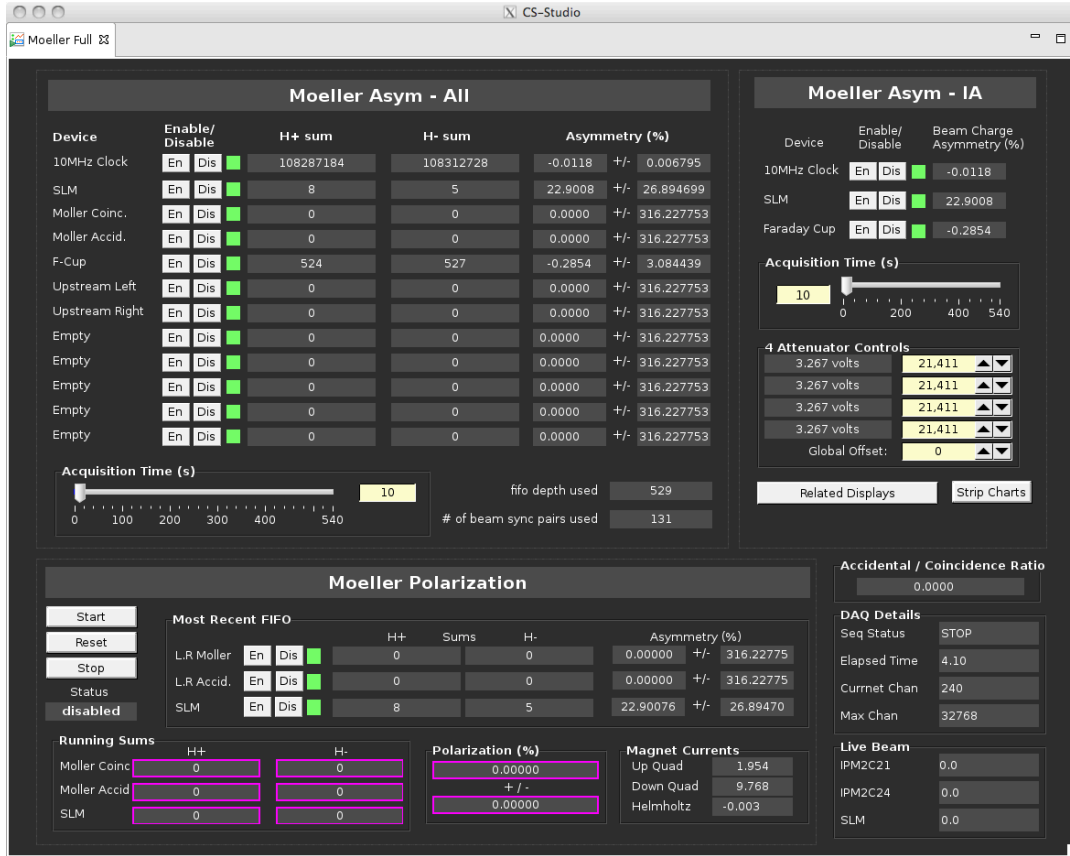 CS-Studio
Moeller Full
Moeller Asym - All
Device Enable/ Disable H+ sum H- sum Asymmetry (%)
10MHz Clock En Dis 108287184 108312728 -0.0118 +/- 0.006795
SLM En Dis 8 5 22.9008 +/- 26.894699
Moller Coinc. En Dis 0 0 0.0000 +/- 316.227753
Moller Accid. En Dis 0 0 0.0000 +/- 316.227753
F-Cup En Dis 524 527 -0.2854 +/- 3.084439
Upstream Left En Dis 0 0 0.0000 +/- 316.227753
Upstream Right En Dis 0 0 0.0000 +/- 316.227753
Empty En Dis 0 0 0.0000 +/- 316.227753
Empty En Dis 0 0 0.0000 +/- 316.227753
Empty En Dis 0 0 0.0000 +/- 316.227753
Empty En Dis 0 0 0.0000 +/- 316.227753
Empty En Dis 0 0 0.0000 +/- 316.227753
Acquisition Time (s)
10
0 100 200 300 400 540
fifo depth used 529
# of beam sync pairs used 131
Moeller Asym - IA
Device Enable/ Disable Beam Charge Asymmetry (%)
10MHz Clock En Dis -0.0118
SLM En Dis 22.9008
Faraday Cup En Dis -0.2854
Acquisition Time (s)
10
0 200 400 540
4 Attenuator Controls
3.267 volts 21,411
3.267 volts 21,411
3.267 volts 21,411
3.267 volts 21,411
Global Offset: 0
Related Displays Strip Charts
Moeller Polarization
Start
Reset
Stop
Status
disabled
Most Recent FIFO
H+ Sums H- Asymmetry (%)
L.R Moller En Dis 0 0 0.00000 +/- 316.22775
L.R Accid. En Dis 0 0 0.00000 +/- 316.22775
SLM En Dis 8 5 22.90076 +/- 26.89470
Running Sums
H+ H-
Moller Coinc 0 0
Moller Accid 0 0
SLM 0 0
Polarization (%)
0.00000
+ / -
0.00000
Magnet Currents
Up Quad 1.954
Down Quad 9.768
Helmholtz -0.003
Accidental / Coincidence Ratio
0.0000
DAQ Details
Seq Status STOP
Elapsed Time 4.10
Currnet Chan 240
Max Chan 32768
Live Beam
IPM2C21 0.0
IPM2C24 0.0
SLM 0.0